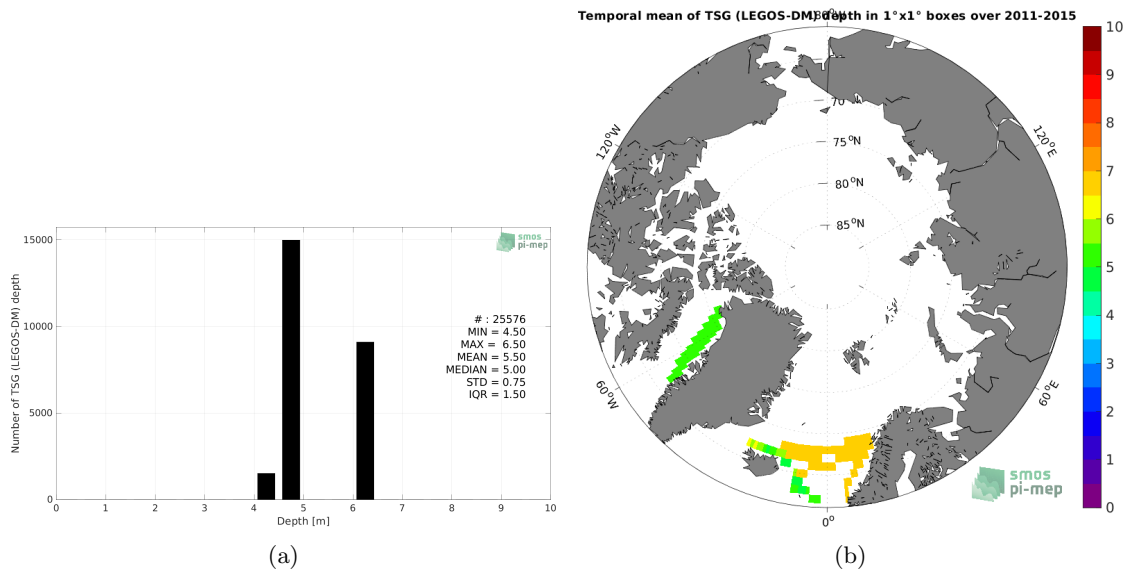 15000
10000
5000
0
0 1 2 3 4 5 6 7 8 9 10
Number of TSG (LEGOS-DM) depth
Depth [m]
smos
pi-mep
# : 25576
MIN = 4.50
MAX = 6.50
MEAN = 5.50
MEDIAN = 5.00
STD = 0.75
IQR = 1.50
(a)
Temporal mean of TSG (LEGOS-DM) depth in 1°x1° boxes over 2011-2015
180°W
120°W
120°E
60°W
60°E
0°
70
75°N
80°N
85°N
smos
pi-mep
10
9
8
7
6
5
4
3
2
1
0
(b)